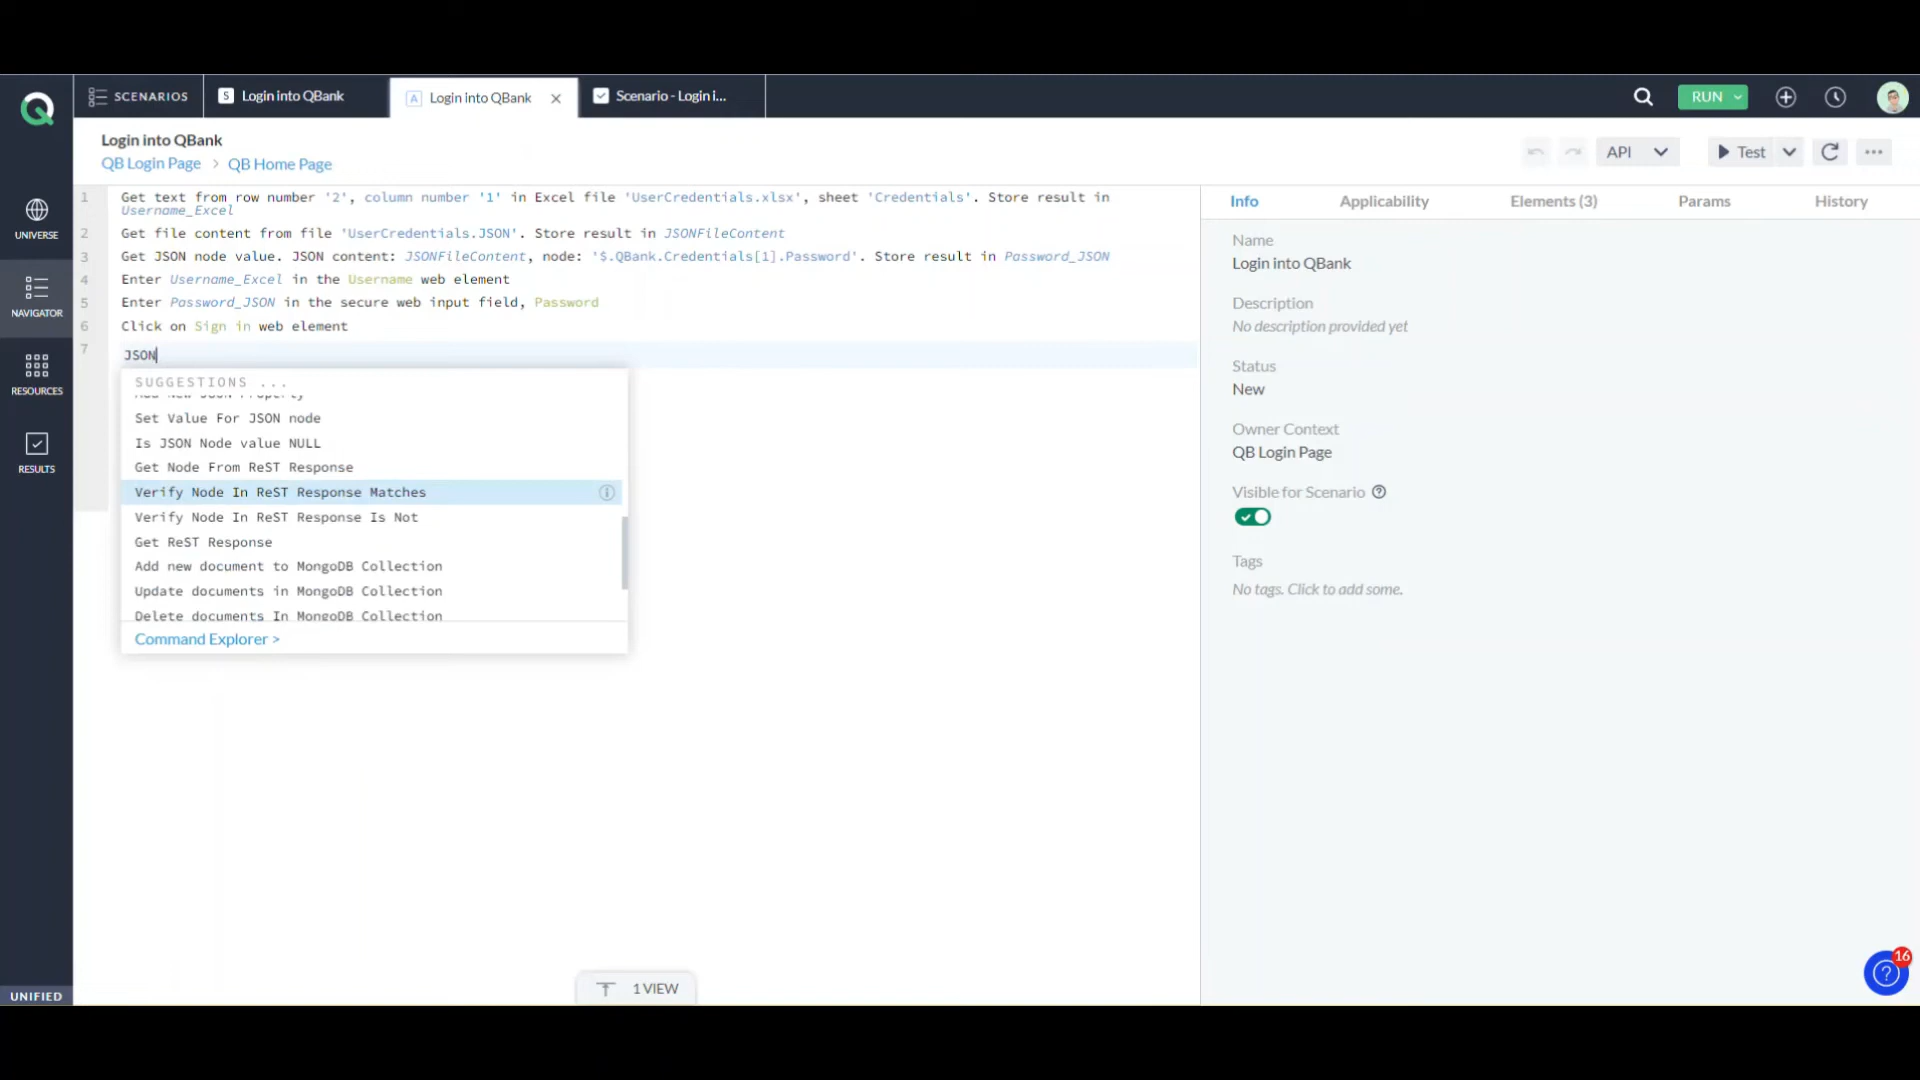 SCENARIOS
S Login into QBank
A Login into QBank
Scenario - Login i...
RUN
Login into QBank
QB Login Page > QB Home Page
API
Test
UNIVERSE
NAVIGATOR
RESOURCES
RESULTS
UNIFIED
1 Get text from row number '2', column number '1' in Excel file 'UserCredentials.xlsx', sheet 'Credentials'. Store result in
Username_Excel
2 Get file content from file 'UserCredentials.JSON'. Store result in JSONFileContent
3 Get JSON node value. JSON content: JSONFileContent, node: '$.QBank.Credentials[1].Password'. Store result in Password_JSON
4 Enter Username_Excel in the Username web element
5 Enter Password_JSON in the secure web input field, Password
6 Click on Sign in web element
7 JSON
SUGGESTIONS ...
Add New JSON Property
Set Value For JSON node
Is JSON Node value NULL
Get Node From ReST Response
Verify Node In ReST Response Matches
Verify Node In ReST Response Is Not
Get ReST Response
Add new document to MongoDB Collection
Update documents in MongoDB Collection
Delete documents In MongoDB Collection
Command Explorer >
1 VIEW
Info Applicability Elements (3) Params History
Name
Login into QBank
Description
No description provided yet
Status
New
Owner Context
QB Login Page
Visible for Scenario ?
Tags
No tags. Click to add some.
16
?